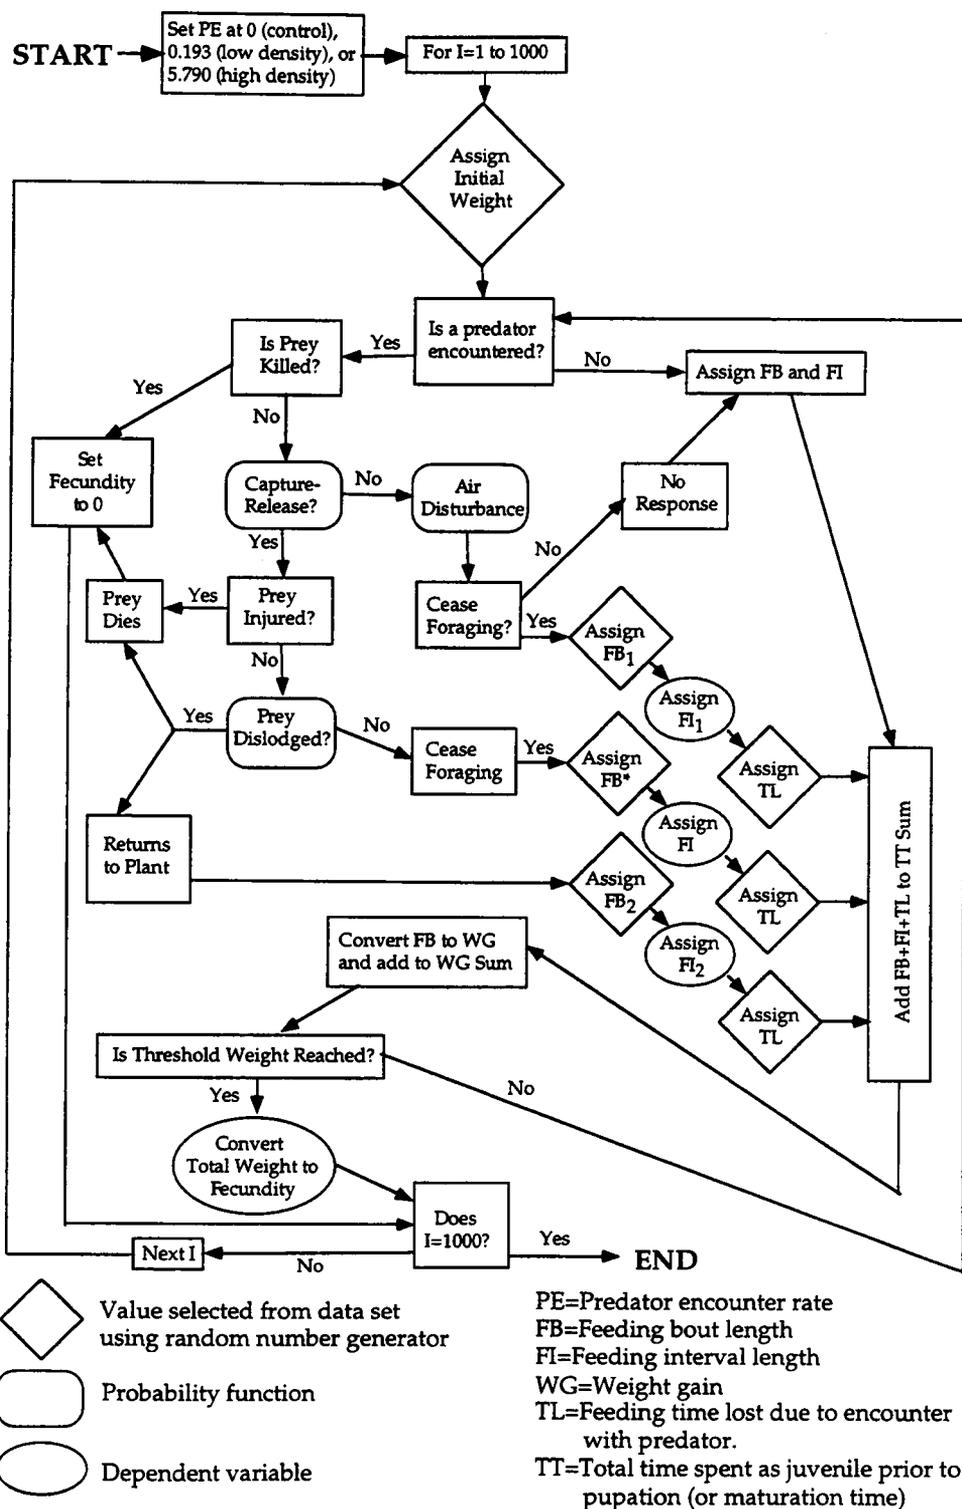 START
Set PE at 0 (control),
0.193 (low density), or
5.790 (high density)
For I=1 to 1000
Assign
Initial
Weight
Is a predator
encountered?
Yes
No
Is Prey
Killed?
Assign FB and FI
Yes
No
Set
Fecundity
to 0
Capture-
Release?
No
Air
Disturbance
No
Response
Yes
No
Prey
Dies
Yes
Prey
Injured?
Cease
Foraging?
Yes
Assign
FB1
No
Assign
FI1
Yes
Prey
Dislodged?
No
Cease
Foraging
Yes
Assign
FB*
Assign
TL
Returns
to Plant
Assign
FI
Assign
FB2
Assign
TL
Convert FB to WG
and add to WG Sum
Assign
FI2
Assign
TL
Add FB+FI+TL to TT Sum
Is Threshold Weight Reached?
Yes
No
Convert
Total Weight to
Fecundity
Does
I=1000?
Yes
END
No
Next I
Value selected from data set
using random number generator
Probability function
Dependent variable
PE=Predator encounter rate
FB=Feeding bout length
FI=Feeding interval length
WG=Weight gain
TL=Feeding time lost due to encounter
with predator.
TT=Total time spent as juvenile prior to
pupation (or maturation time)